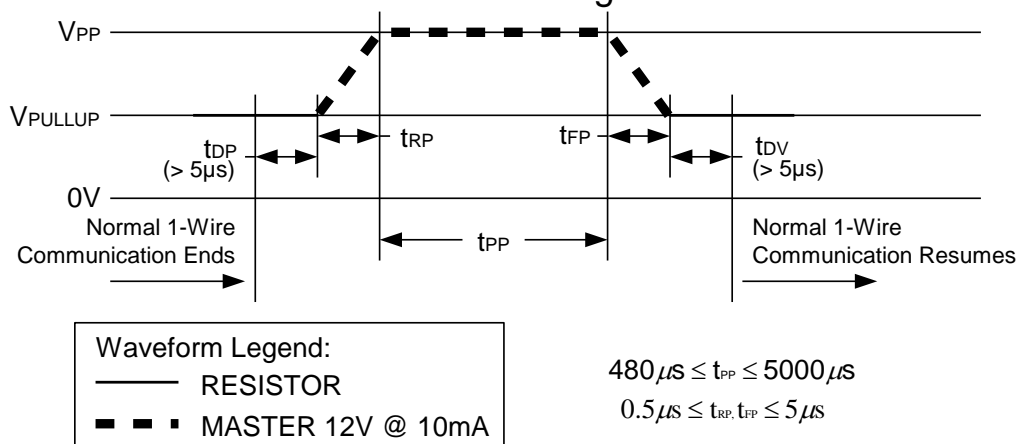 VPP
VPULLUP
tDP
(> 5µs)
tRP
tFP
tDV
(> 5µs)
0V
Normal 1-Wire
Communication Ends
tPP
Normal 1-Wire
Communication Resumes
Waveform Legend:
RESISTOR
MASTER 12V @ 10mA
480µs ≤ tPP ≤ 5000µs
0.5µs ≤ tRP, tFP ≤ 5µs